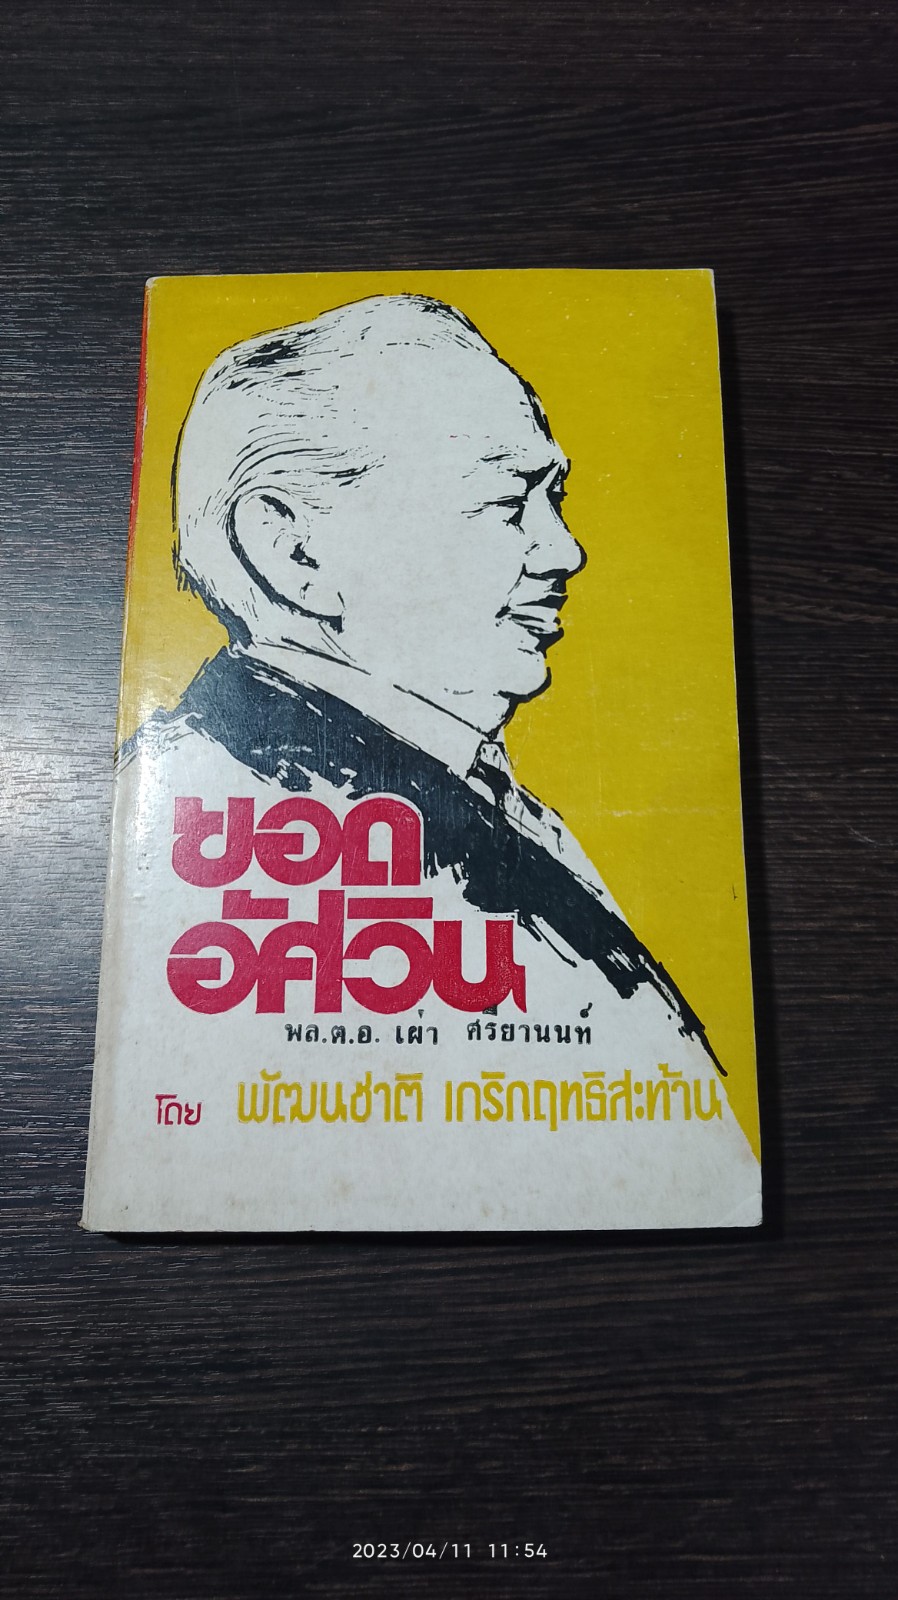 ยอด
อัศวิน
พล.ต.อ. เผ่า ศรียานนท์
โดย พัฒนชาติ เกริกฤทธิสะท้าน
2023/04/11 11:54